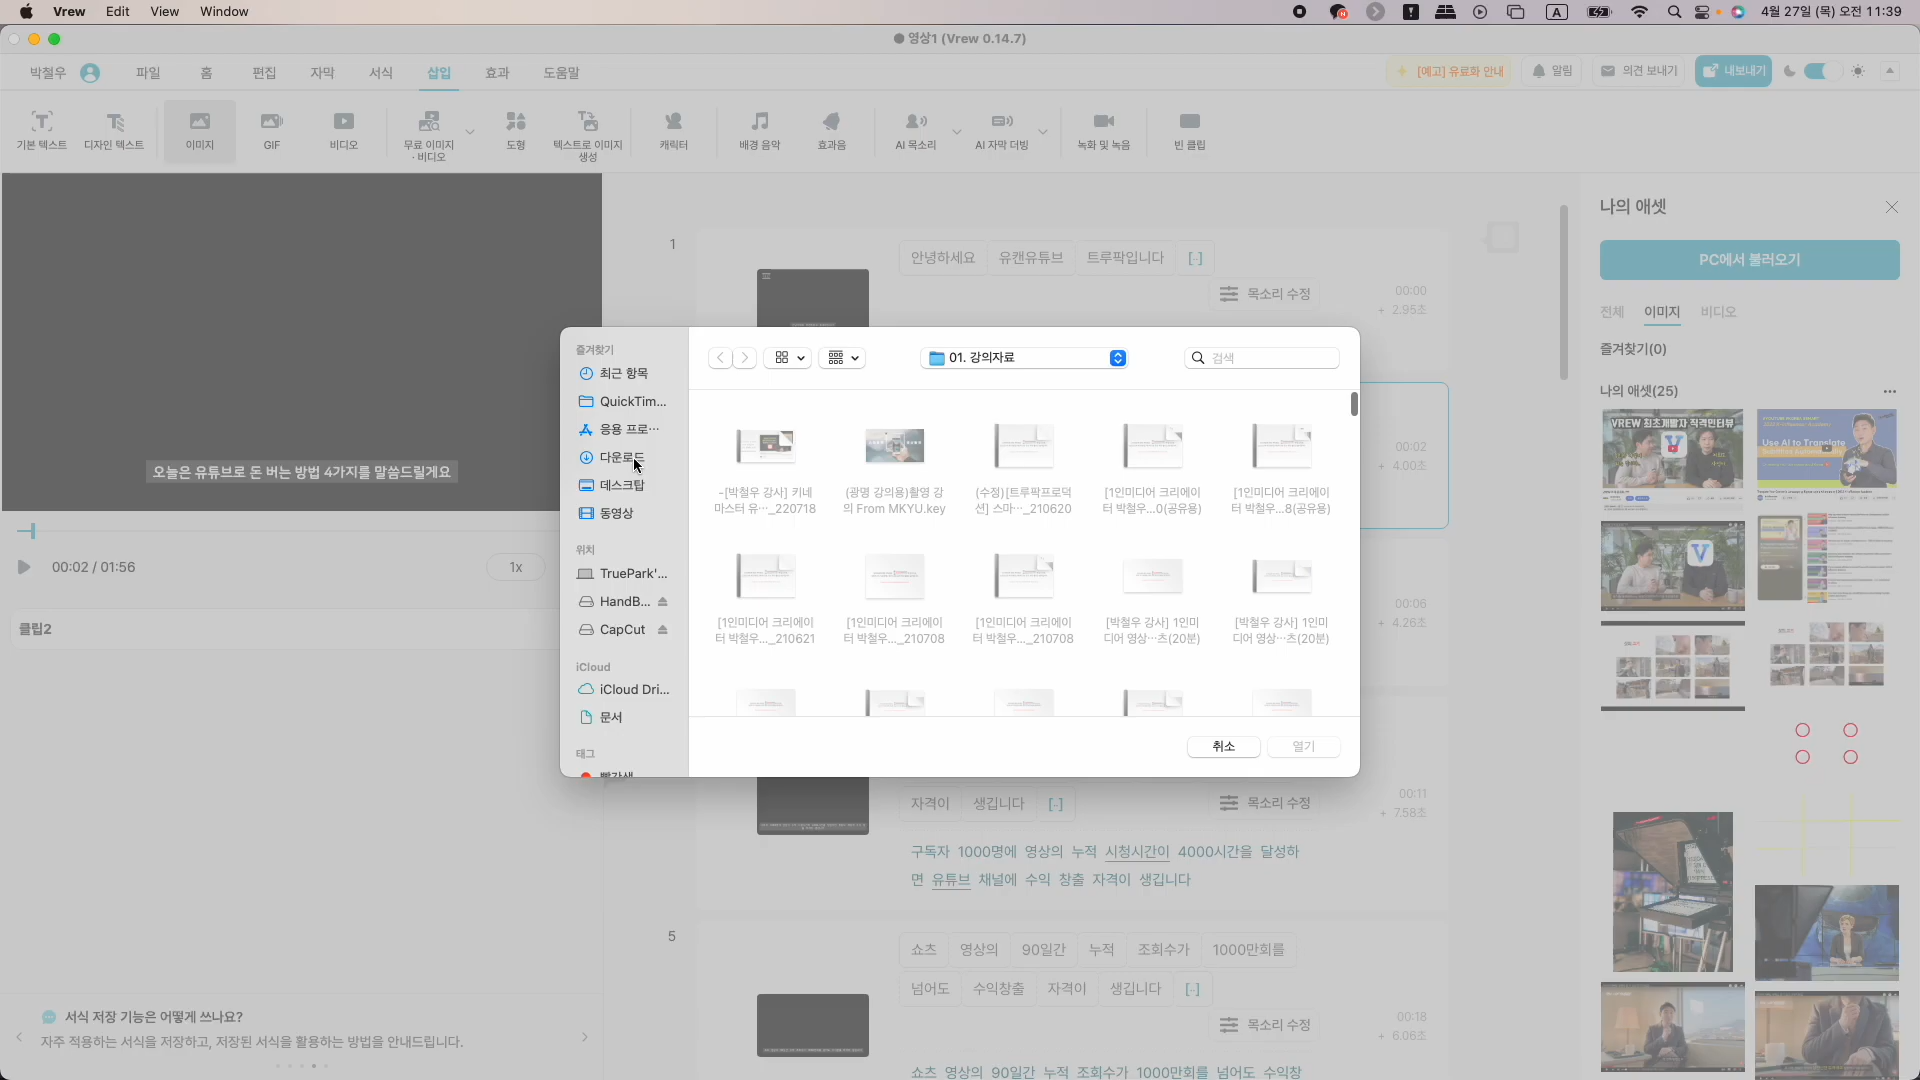 Vrew Edit View Window
A 4월 27일 (목) 오전 11:39
영상1 (Vrew 0.14.7)
박철우 파일 홈 편집 자막 서식 삽입 효과 도움말
[예고] 유료화 안내 알림 의견 보내기 내보내기
기본 텍스트 디자인 텍스트 이미지 GIF 비디오 무료 이미지 도형 텍스트로 이미지 캐릭터 배경 음악 효과음 AI 목소리 AI 자막 더빙 녹화 및 녹음 빈 클립
· 비디오 생성
오늘은 유튜브로 돈 버는 방법 4가지를 말씀드릴게요
00:02 / 01:56
1x
클립2
서식 저장 기능은 어떻게 쓰나요?
자주 적용하는 서식을 저장하고, 저장된 서식을 활용하는 방법을 안내드립니다.
1
안녕하세요 유캔유튜브 트루팍입니다 [··]
목소리 수정
00:00
+ 2.95초
00:02
+ 4.00초
00:06
+ 4.26초
즐겨찾기
최근 항목
QuickTim...
응용 프로···
다운로드
데스크탑
동영상
위치
TruePark'...
HandB...
CapCut
iCloud
iCloud Dri...
문서
태그
빨간색
01. 강의자료
검색
-[박철우 강사] 키네
마스터 유···_220718
(광명 강의용)촬영 강
의 From MKYU.key
(수정)[트루팍프로덕
션] 스마···_210620
[1인미디어 크리에이
터 박철우...0(공유용)
[1인미디어 크리에이
터 박철우...8(공유용)
[1인미디어 크리에이
터 박철우..._210621
[1인미디어 크리에이
터 박철우..._210708
[1인미디어 크리에이
터 박철우..._210708
[박철우 강사] 1인미
디어 영상···츠(20분)
[박철우 강사] 1인미
디어 영상···츠(20분)
취소 열기
자격이 생깁니다 [··]
목소리 수정
00:11
+ 7.58초
구독자 1000명에 영상의 누적 시청시간이 4000시간을 달성하
면 유튜브 채널에 수익 창출 자격이 생깁니다
5
쇼츠 영상의 90일간 누적 조회수가 1000만회를
넘어도 수익창출 자격이 생깁니다 [··]
목소리 수정
00:18
+ 6.06초
쇼츠 영상의 90일간 누적 조회수가 1000만회를 넘어도 수익창
나의 애셋
PC에서 불러오기
전체 이미지 비디오
즐겨찾기(0)
나의 애셋(25)
VREW 최초개발자 직격인터뷰
Use AI to Translate